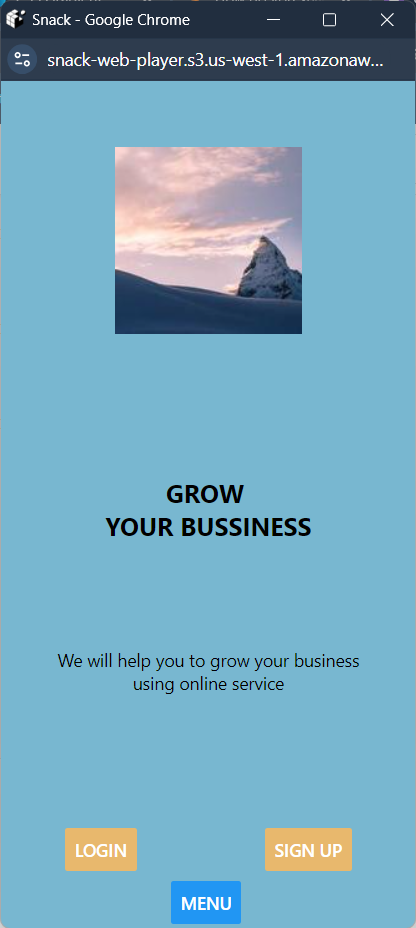 Snack - Google Chrome
snack-web-player.s3.us-west-1.amazonaw...
GROW
YOUR BUSSINESS
We will help you to grow your business
using online service
LOGIN
SIGN UP
MENU